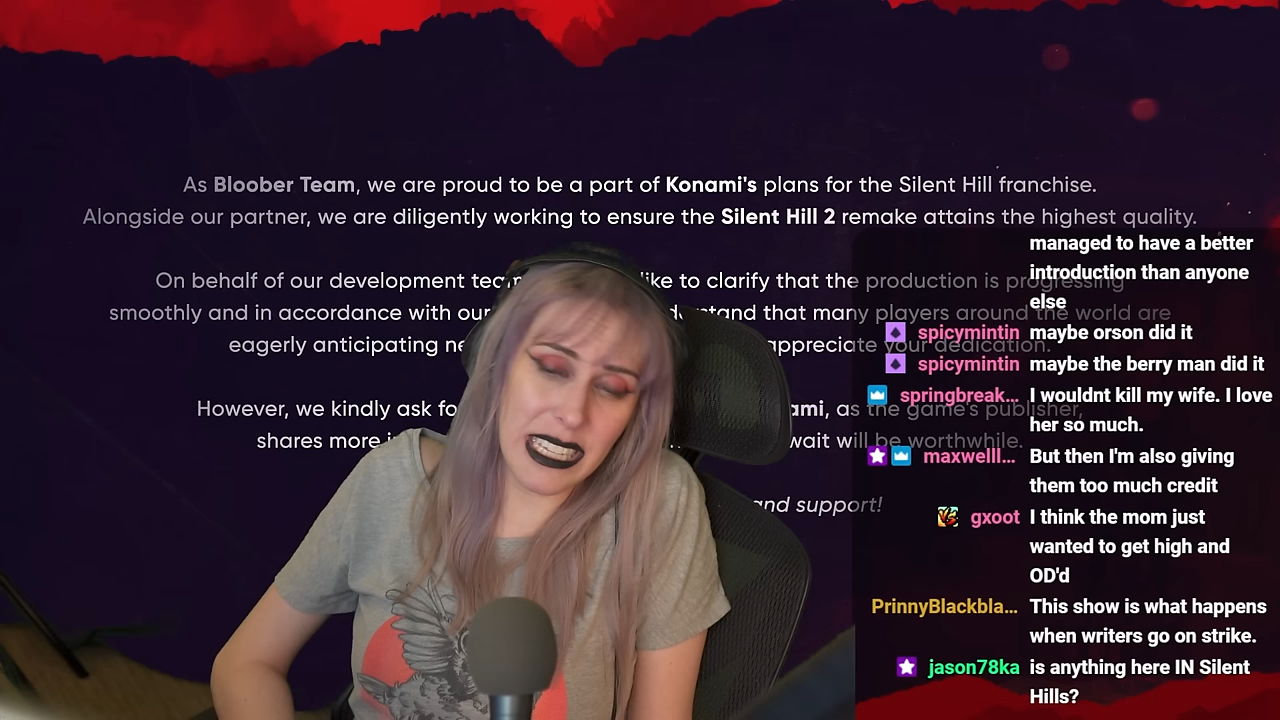 As Bloober Team, we are proud to be a part of Konami's plans for the Silent Hill franchise.
Alongside our partner, we are diligently working to ensure the Silent Hill 2 remake attains the highest quality.
On behalf of our development team ike to clarify that the production is progressing
smoothly and in accordance with our that many players around the world are
eagerly anticipating appreciate your dedication.
However, we kindly ask as the game's publisher,
shares more wait will be worthwhile.
and support!
managed to have a better
introduction than anyone
else
spicymintin maybe orson did it
spicymintin maybe the berry man did it
springbreak... I wouldnt kill my wife. I love
her so much.
maxwelll... But then I'm also giving
them too much credit
gxoot I think the mom just
wanted to get high and
OD'd
PrinnyBlackbla... This show is what happens
when writers go on strike.
jason78ka is anything here IN Silent
Hills?